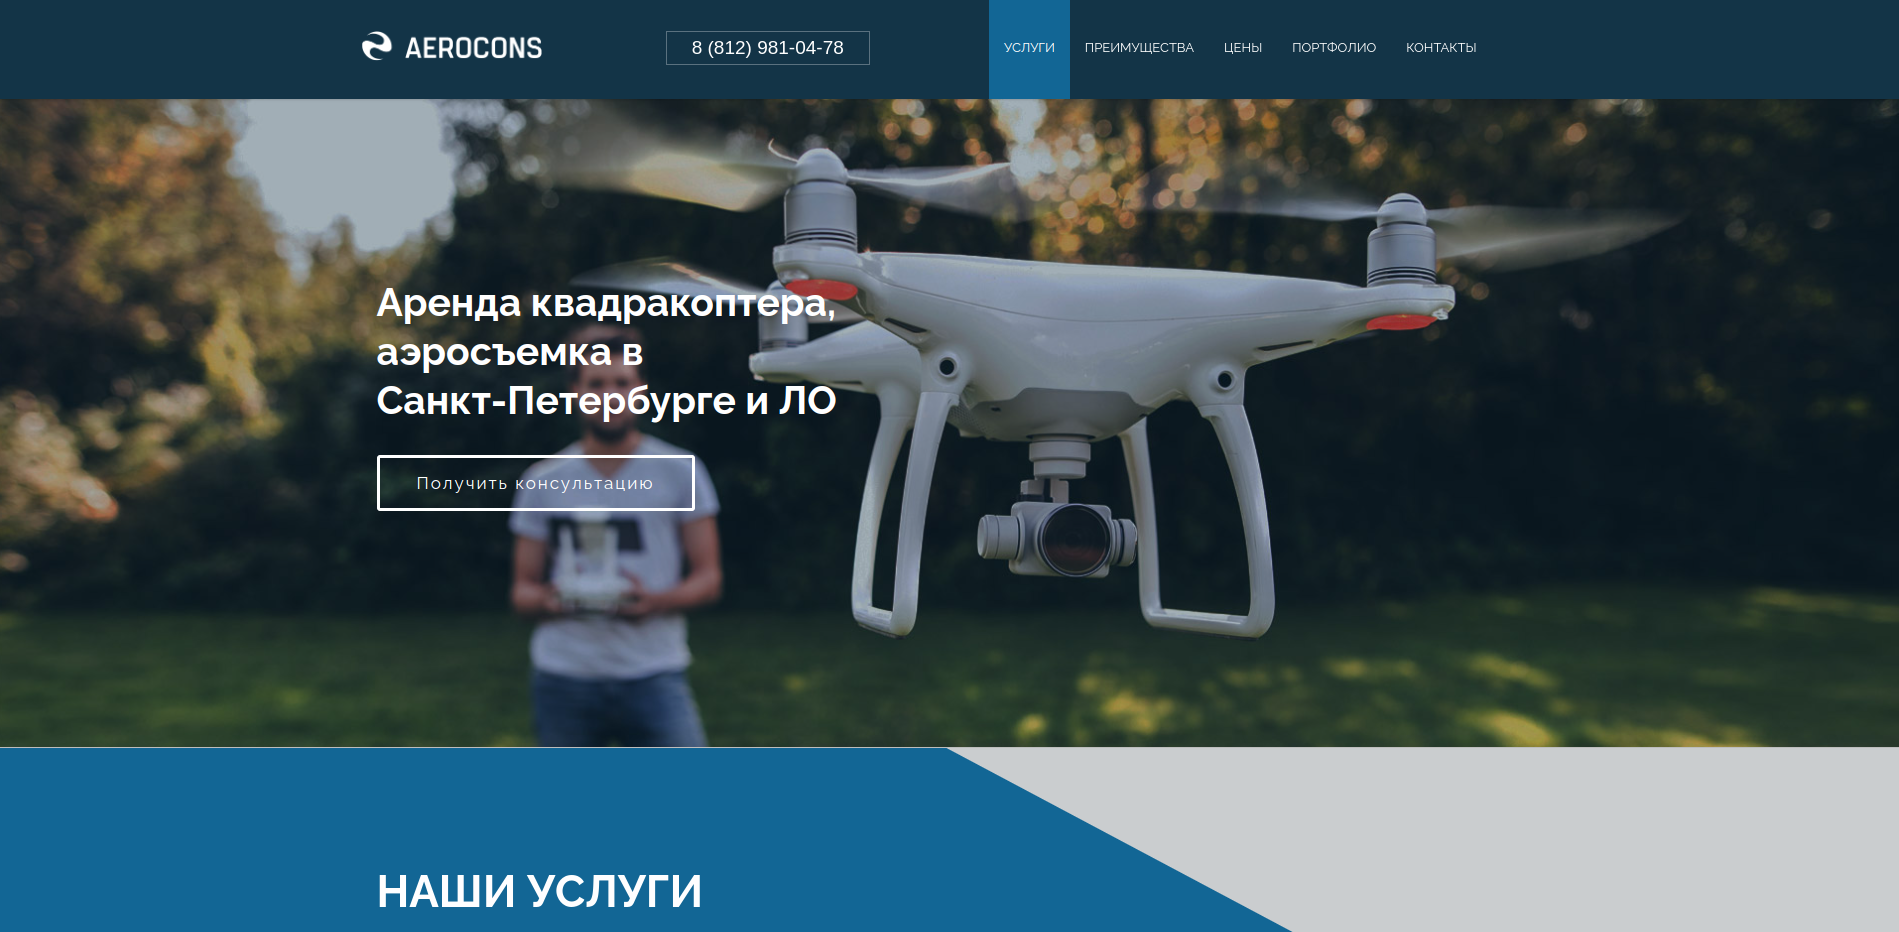 AEROCONS
8 (812) 981-04-78
УСЛУГИ
ПРЕИМУЩЕСТВА
ЦЕНЫ
ПОРТФОЛИО
КОНТАКТЫ
Аренда квадракоптера,
аэросъемка в
Санкт-Петербурге и ЛО
Получить консультацию
НАШИ УСЛУГИ